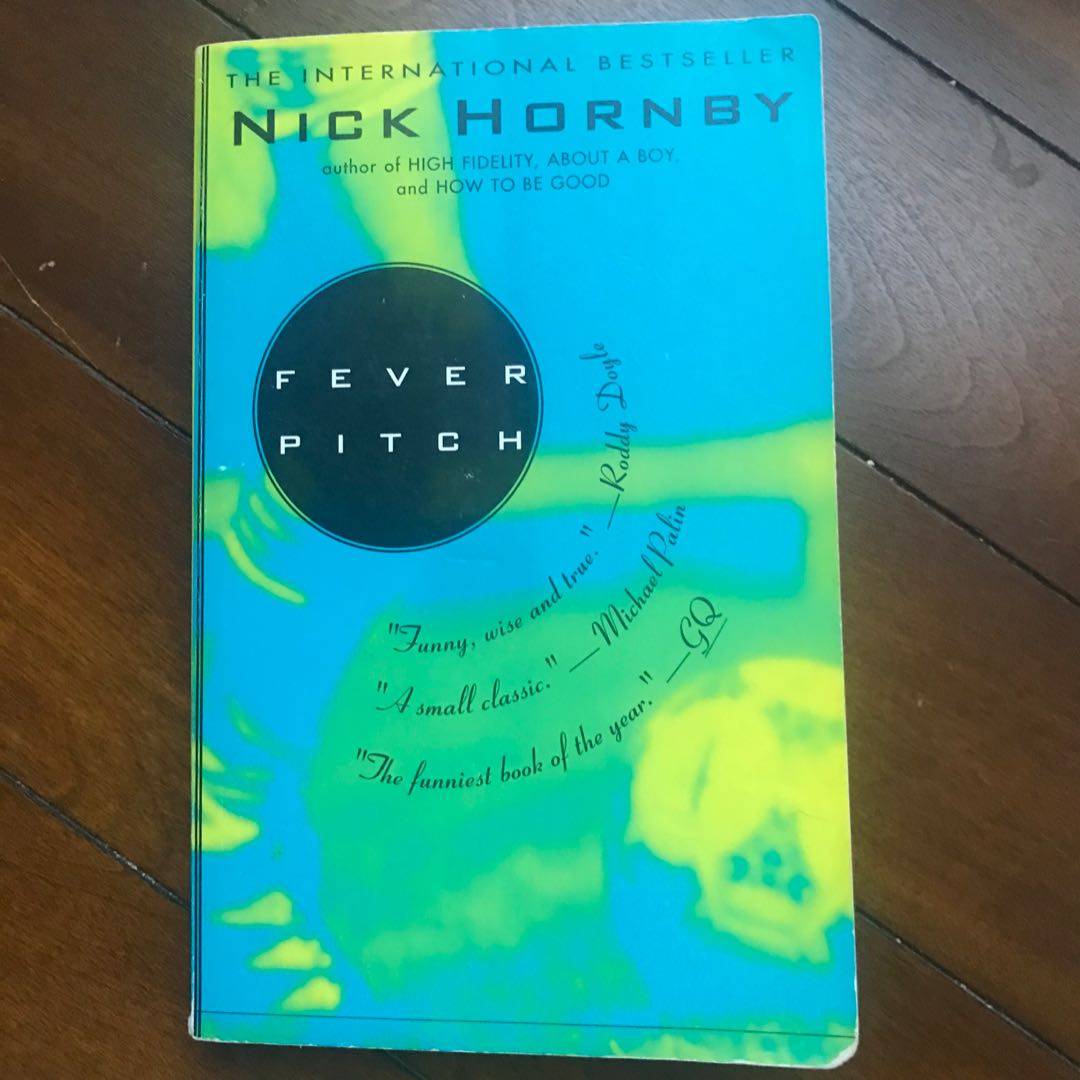 THE INTERNATIONAL BESTSELLER
NICK HORNBY
author of HIGH FIDELITY, ABOUT A BOY,
and HOW TO BE GOOD
FEVER
PITCH
"Funny, wise and true." —Roddy Doyle
"A small classic." —Michael Palin
"The funniest book of the year." —GQ